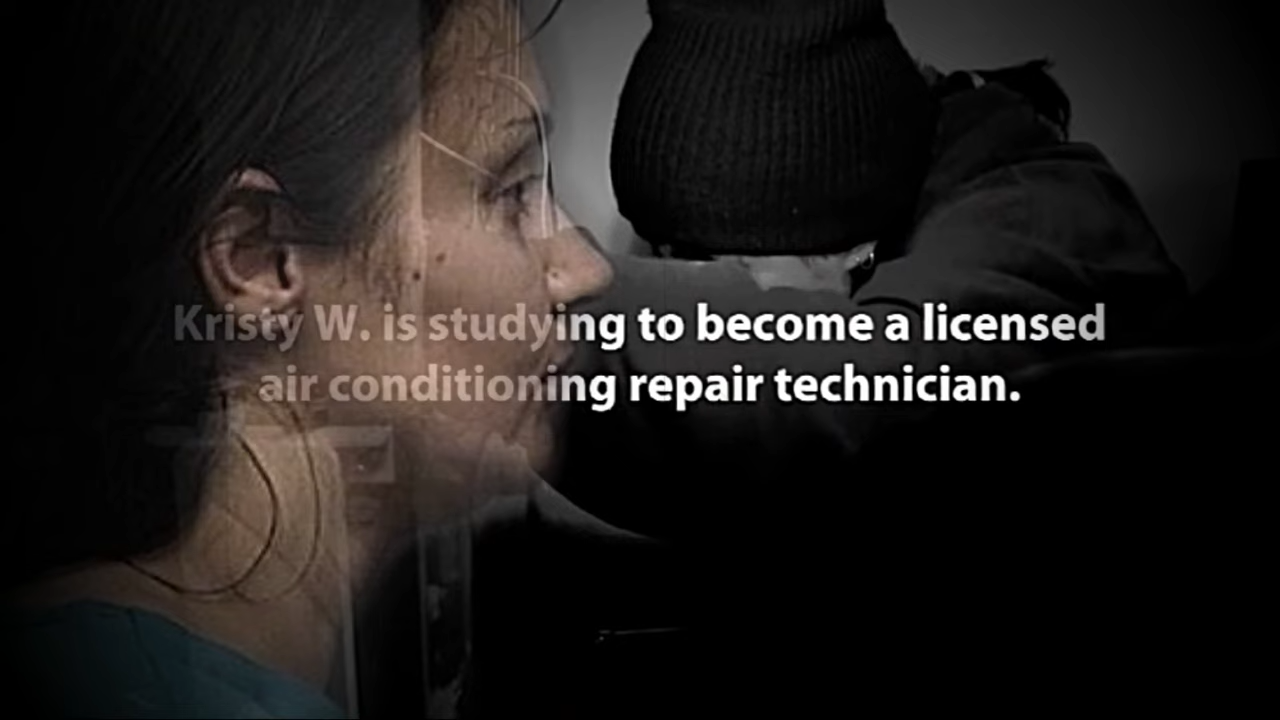 Kristy W. is studying to become a licensed
air conditioning repair technician.